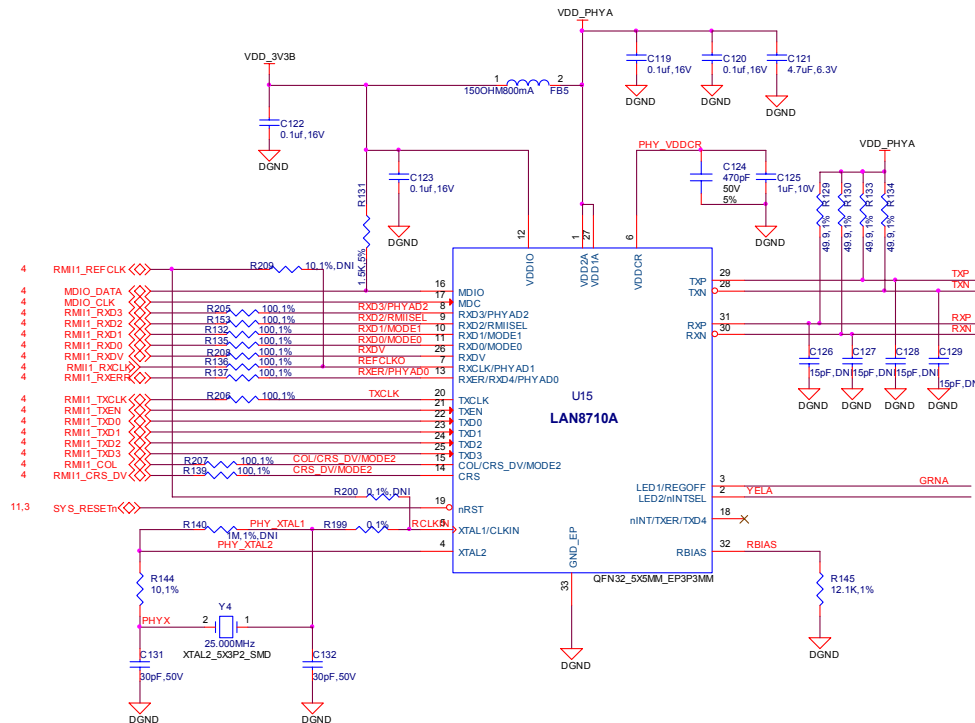 VDD_PHYA
VDD_3V3B
1
2
150OHM800mA
FB5
C119
0.1uf,16V
C120
0.1uf,16V
C121
4.7uF,6.3V
DGND
DGND
DGND
C122
0.1uf,16V
DGND
C123
0.1uf,16V
DGND
R131
1.5K,5%
PHY_VDDCR
C124
470pF
50V
5%
C125
1uF,10V
DGND
VDD_PHYA
R129
49.9,1%
R130
49.9,1%
R133
49.9,1%
R134
49.9,1%
12
VDDIO
1
VDD2A
27
VDD1A
6
VDDCR
4 RMII1_REFCLK
R209 10,1%,DNI
4 MDIO_DATA 16 MDIO
4 MDIO_CLK 17 MDC
4 RMII1_RXD3 R205 100,1% RXD3/PHYAD2 8 RXD3/PHYAD2
4 RMII1_RXD2 R153 100,1% RXD2/RMIISEL 9 RXD2/RMIISEL
4 RMII1_RXD1 R132 100,1% RXD1/MODE1 10 RXD1/MODE1
4 RMII1_RXD0 R135 100,1% RXD0/MODE0 11 RXD0/MODE0
4 RMII1_RXDV R208 100,1% RXDV 26 RXDV
4 RMII1_RXCLK R136 100,1% REFCLKO 7 RXCLK/PHYAD1
4 RMII1_RXERR R137 100,1% RXER/PHYAD0 13 RXER/RXD4/PHYAD0
4 RMII1_TXCLK R206 100,1% TXCLK 20 TXCLK
4 RMII1_TXEN 21 TXEN
4 RMII1_TXD0 22 TXD0
4 RMII1_TXD1 23 TXD1
4 RMII1_TXD2 24 TXD2
4 RMII1_TXD3 25 TXD3
4 RMII1_COL R207 100,1% COL/CRS_DV/MODE2 15 COL/CRS_DV/MODE2
4 RMII1_CRS_DV R139 100,1% CRS_DV/MODE2 14 CRS
R200 0,1%,DNI
11,3 SYS_RESETn 19 nRST
R140 1M,1%,DNI PHY_XTAL1 R199 0,1% RCLKIN 5 XTAL1/CLKIN
PHY_XTAL2 4 XTAL2
U15
LAN8710A
TXP 29 TXP
TXN 28 TXN
RXP 31 RXP
RXN 30 RXN
C126
15pF,DNI
C127
15pF,DNI
C128
15pF,DNI
C129
15pF,DNI
DGND
DGND
DGND
DGND
LED1/REGOFF 3 GRNA
LED2/nINTSEL 2 YELA
nINT/TXER/TXD4 18
RBIAS 32 RBIAS
GND_EP
33
QFN32_5X5MM_EP3P3MM
DGND
R145
12.1K,1%
DGND
R144
10,1%
PHYX
Y4
2
1
25.000MHz
XTAL2_5X3P2_SMD
C131
30pF,50V
C132
30pF,50V
DGND
DGND